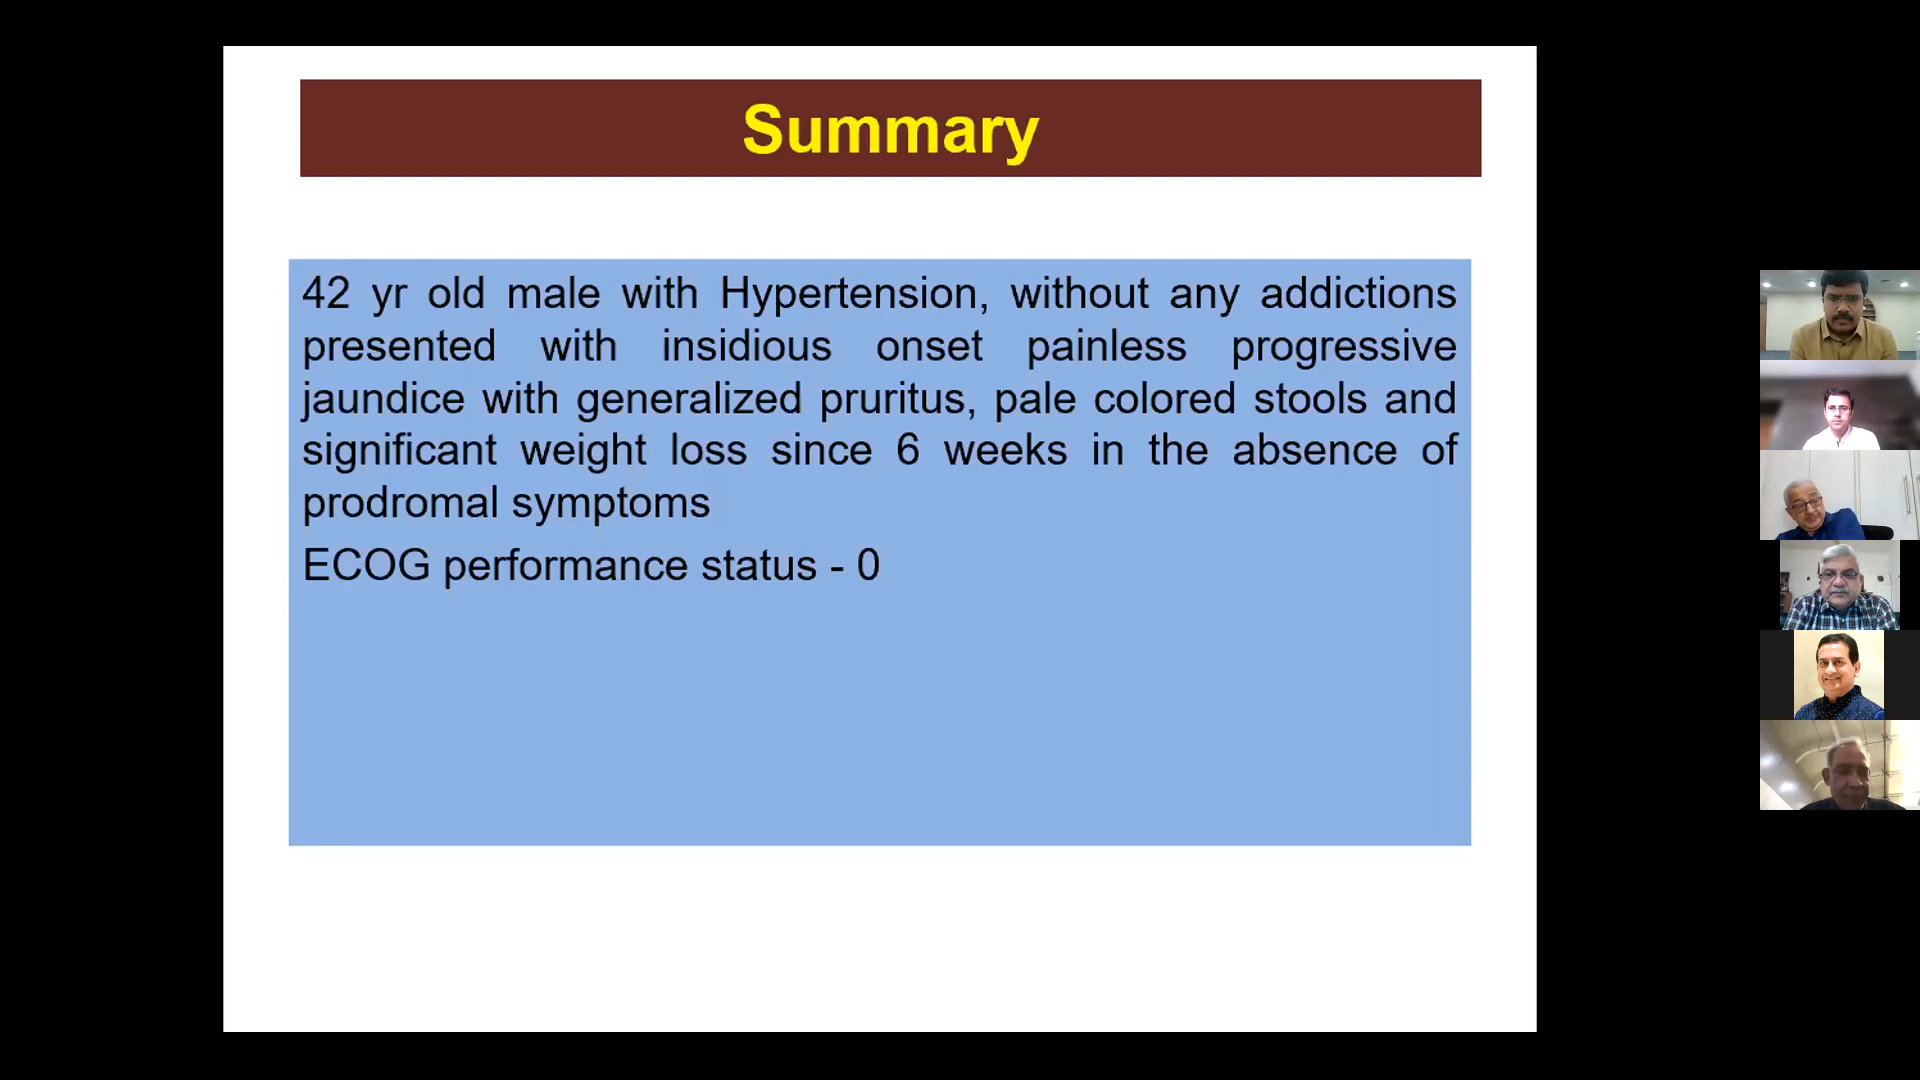 Summary
42 yr old male with Hypertension, without any addictions
presented with insidious onset painless progressive
jaundice with generalized pruritus, pale colored stools and
significant weight loss since 6 weeks in the absence of
prodromal symptoms
ECOG performance status - 0